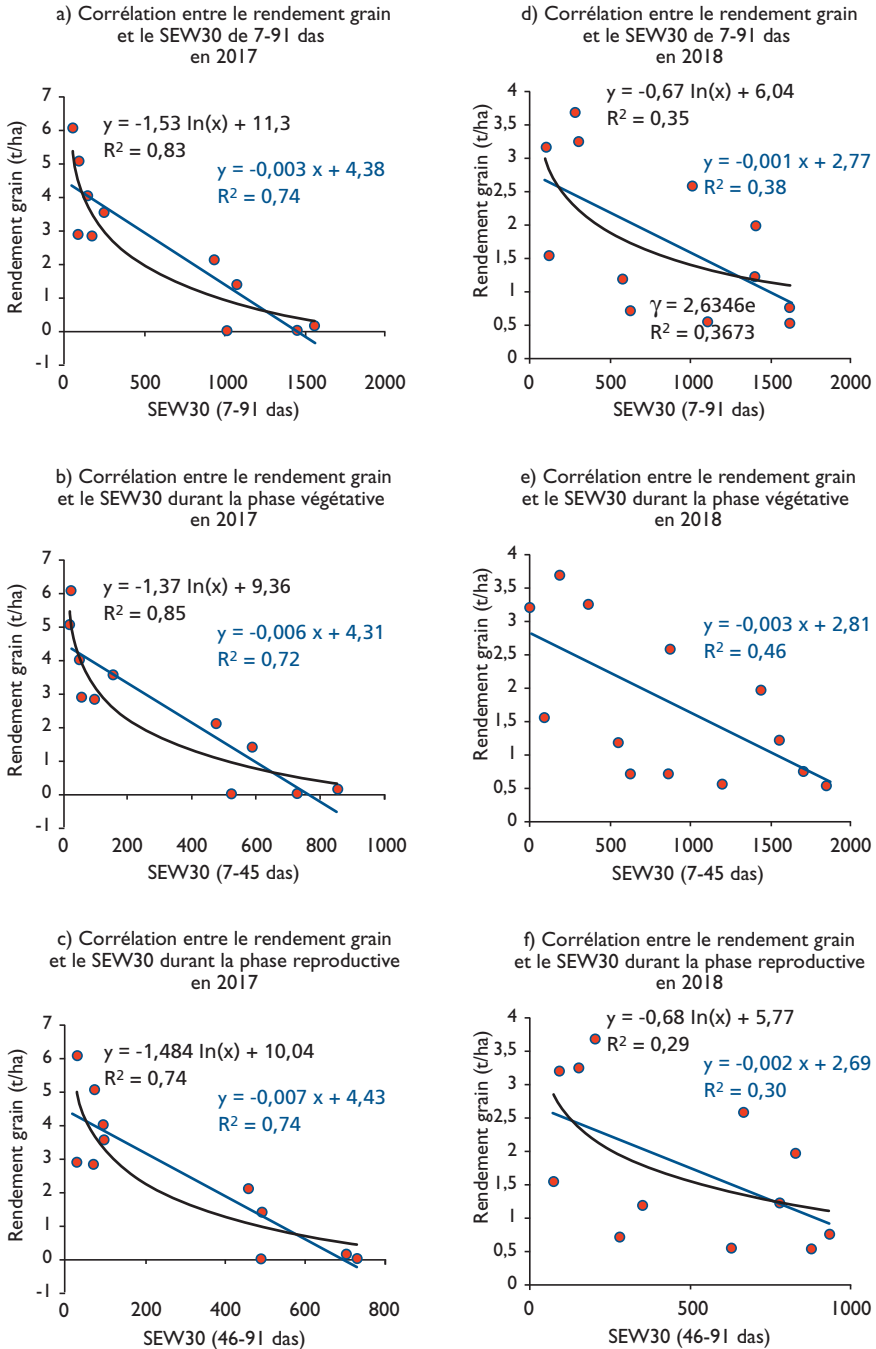 a) Corrélation entre le rendement grain
et le SEW30 de 7-91 das
en 2017
7
6
5
4
3
2
1
0
-1
Rendement grain (t/ha)
y = -1,53 ln(x) + 11,3
R² = 0,83
y = -0,003 x + 4,38
R² = 0,74
0 500 1000 1500 2000
SEW30 (7-91 das)
d) Corrélation entre le rendement grain
et le SEW30 de 7-91 das
en 2018
4
3,5
3
2,5
2
1,5
1
0,5
0
Rendement grain (t/ha)
y = -0,67 ln(x) + 6,04
R² = 0,35
y = -0,001 x + 2,77
R² = 0,38
γ = 2,6346e
R² = 0,3673
0 500 1000 1500 2000
SEW30 (7-91 das)
b) Corrélation entre le rendement grain
et le SEW30 durant la phase végétative
en 2017
7
6
5
4
3
2
1
0
-1
Rendement grain (t/ha)
y = -1,37 ln(x) + 9,36
R² = 0,85
y = -0,006 x + 4,31
R² = 0,72
0 200 400 600 800 1000
SEW30 (7-45 das)
e) Corrélation entre le rendement grain
et le SEW30 durant la phase végétative
en 2018
4
3,5
3
2,5
2
1,5
1
0,5
0
Rendement grain (t/ha)
y = -0,003 x + 2,81
R² = 0,46
0 500 1000 1500 2000
SEW30 (7-45 das)
c) Corrélation entre le rendement grain
et le SEW30 durant la phase reproductive
en 2017
7
6
5
4
3
2
1
0
-1
Rendement grain (t/ha)
y = -1,484 ln(x) + 10,04
R² = 0,74
y = -0,007 x + 4,43
R² = 0,74
0 200 400 600 800
SEW30 (46-91 das)
f) Corrélation entre le rendement grain
et le SEW30 durant la phase reproductive
en 2018
4
3,5
3
2,5
2
1,5
1
0,5
0
Rendement grain (t/ha)
y = -0,68 ln(x) + 5,77
R² = 0,29
y = -0,002 x + 2,69
R² = 0,30
0 500 1000
SEW30 (46-91 das)